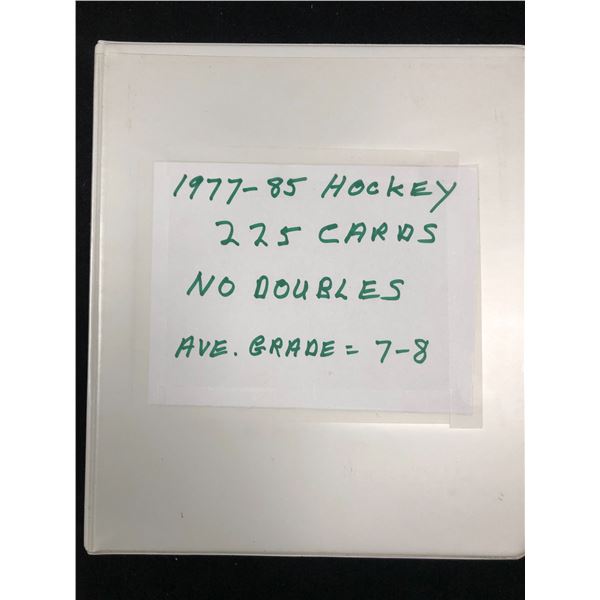 1977-85 HOCKEY
225 CARDS
NO DOUBLES
AVE. GRADE = 7-8